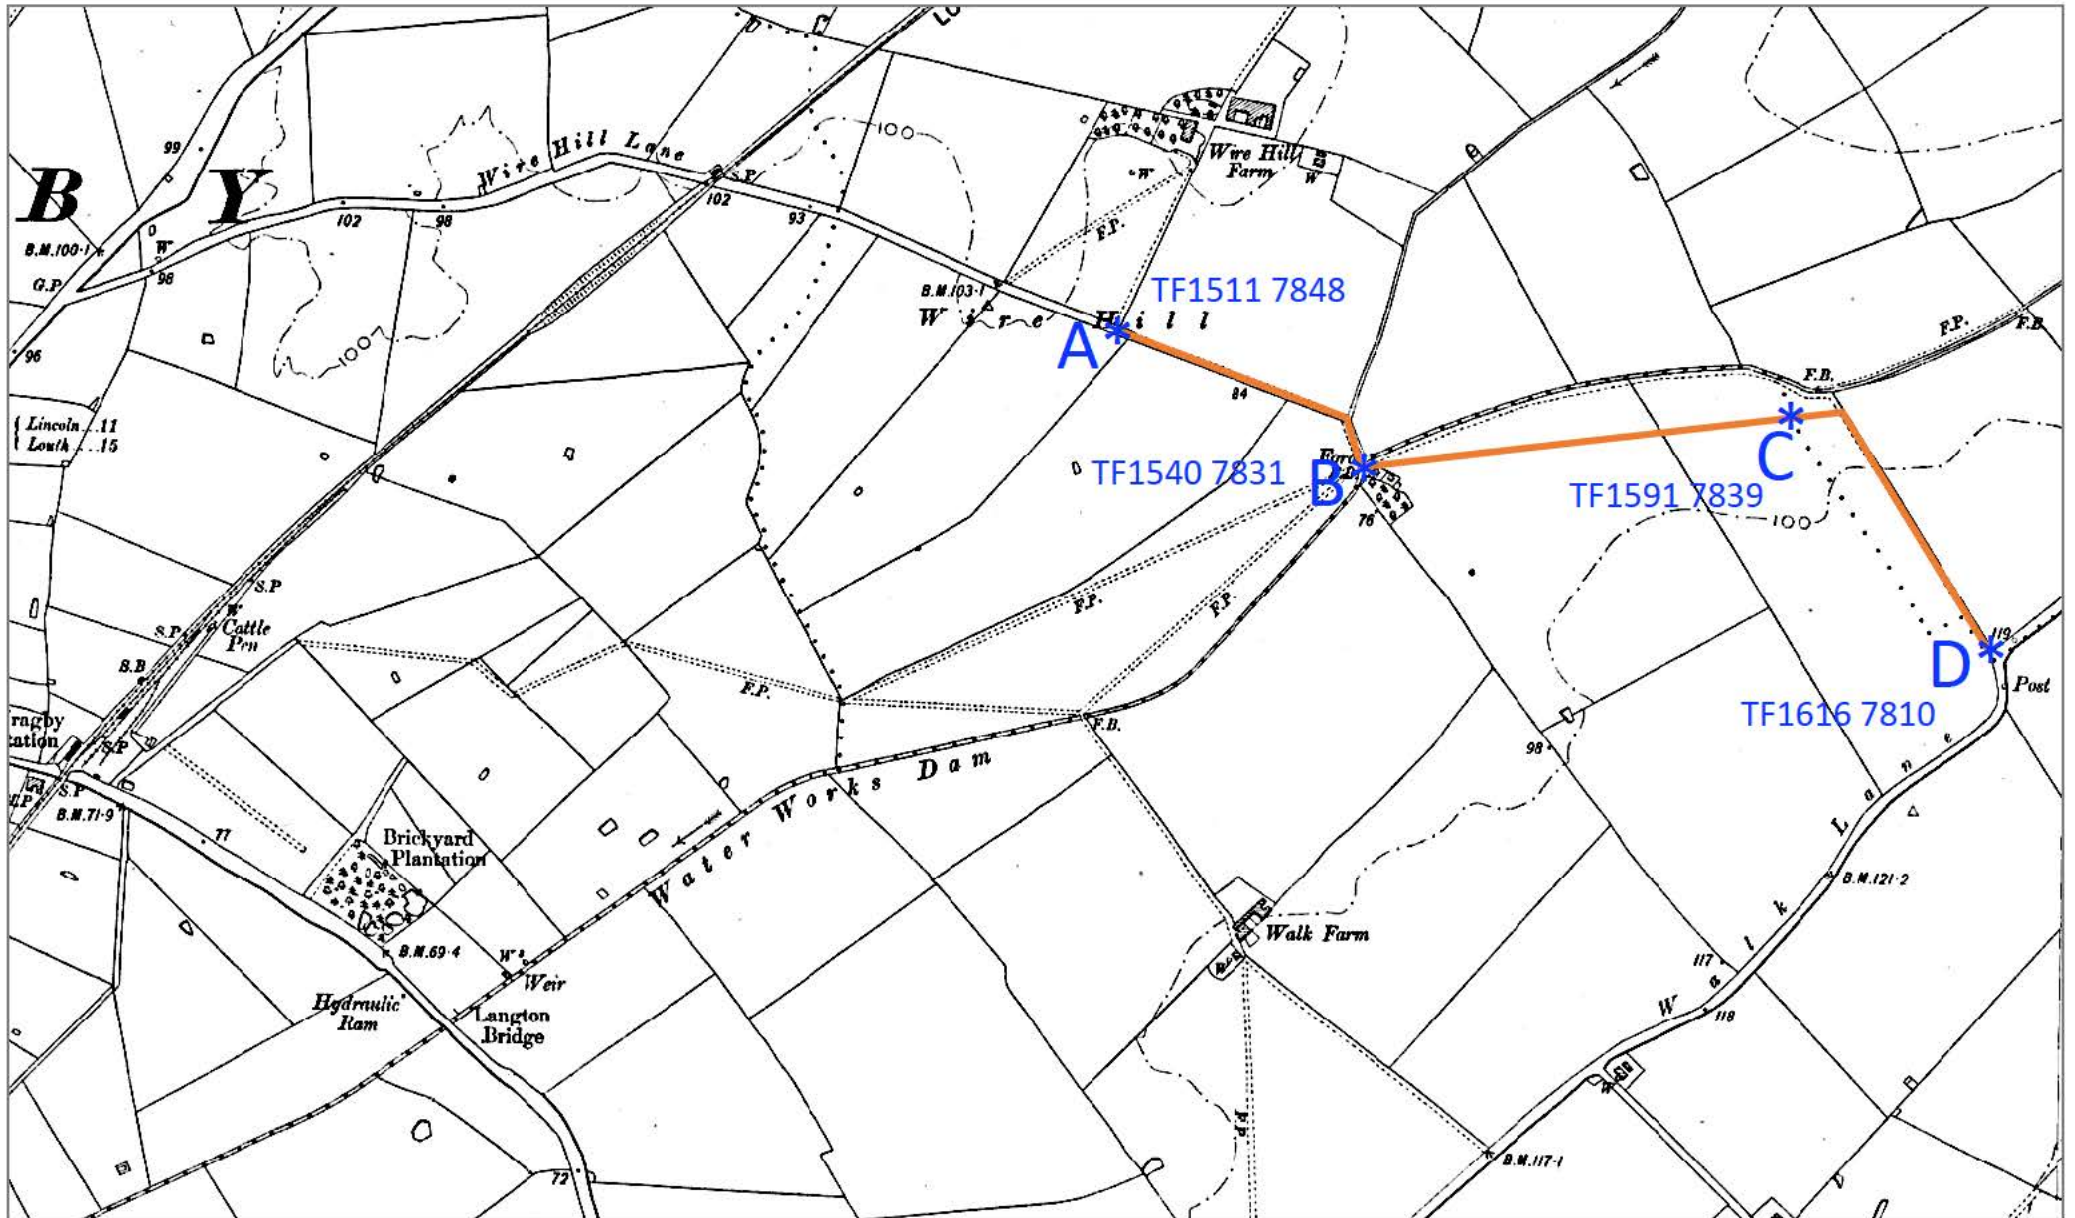 LO
99
B Y
Wire Hill Lane
100
S.P.
102
98
102
93
B.M.100·1
W
98
G.P.
96
100
Lincoln 11
Louth 15
Wire Hill
Farm
W
W
F.P.
B.M.103·1
Wire Hill
TF1511 7848
A
84
F.P.
F.B.
F.B.
C
TF1540 7831
B
TF1591 7839
76
100
F.P.
F.P.
S.P
W
S.P.
Cattle
Pen
S.B
F.P.
119
D
Post
TF1616 7810
F.B.
98
S.P
S.P
B.M.71·9
77
Water Works Dam
Brickyard
Plantation
B.M.69·4
Weir
Hydraulic
Ram
Langton
Bridge
Walk Farm
Walk Lane
B.M.121·2
117
118
W
B.M.117·1
72